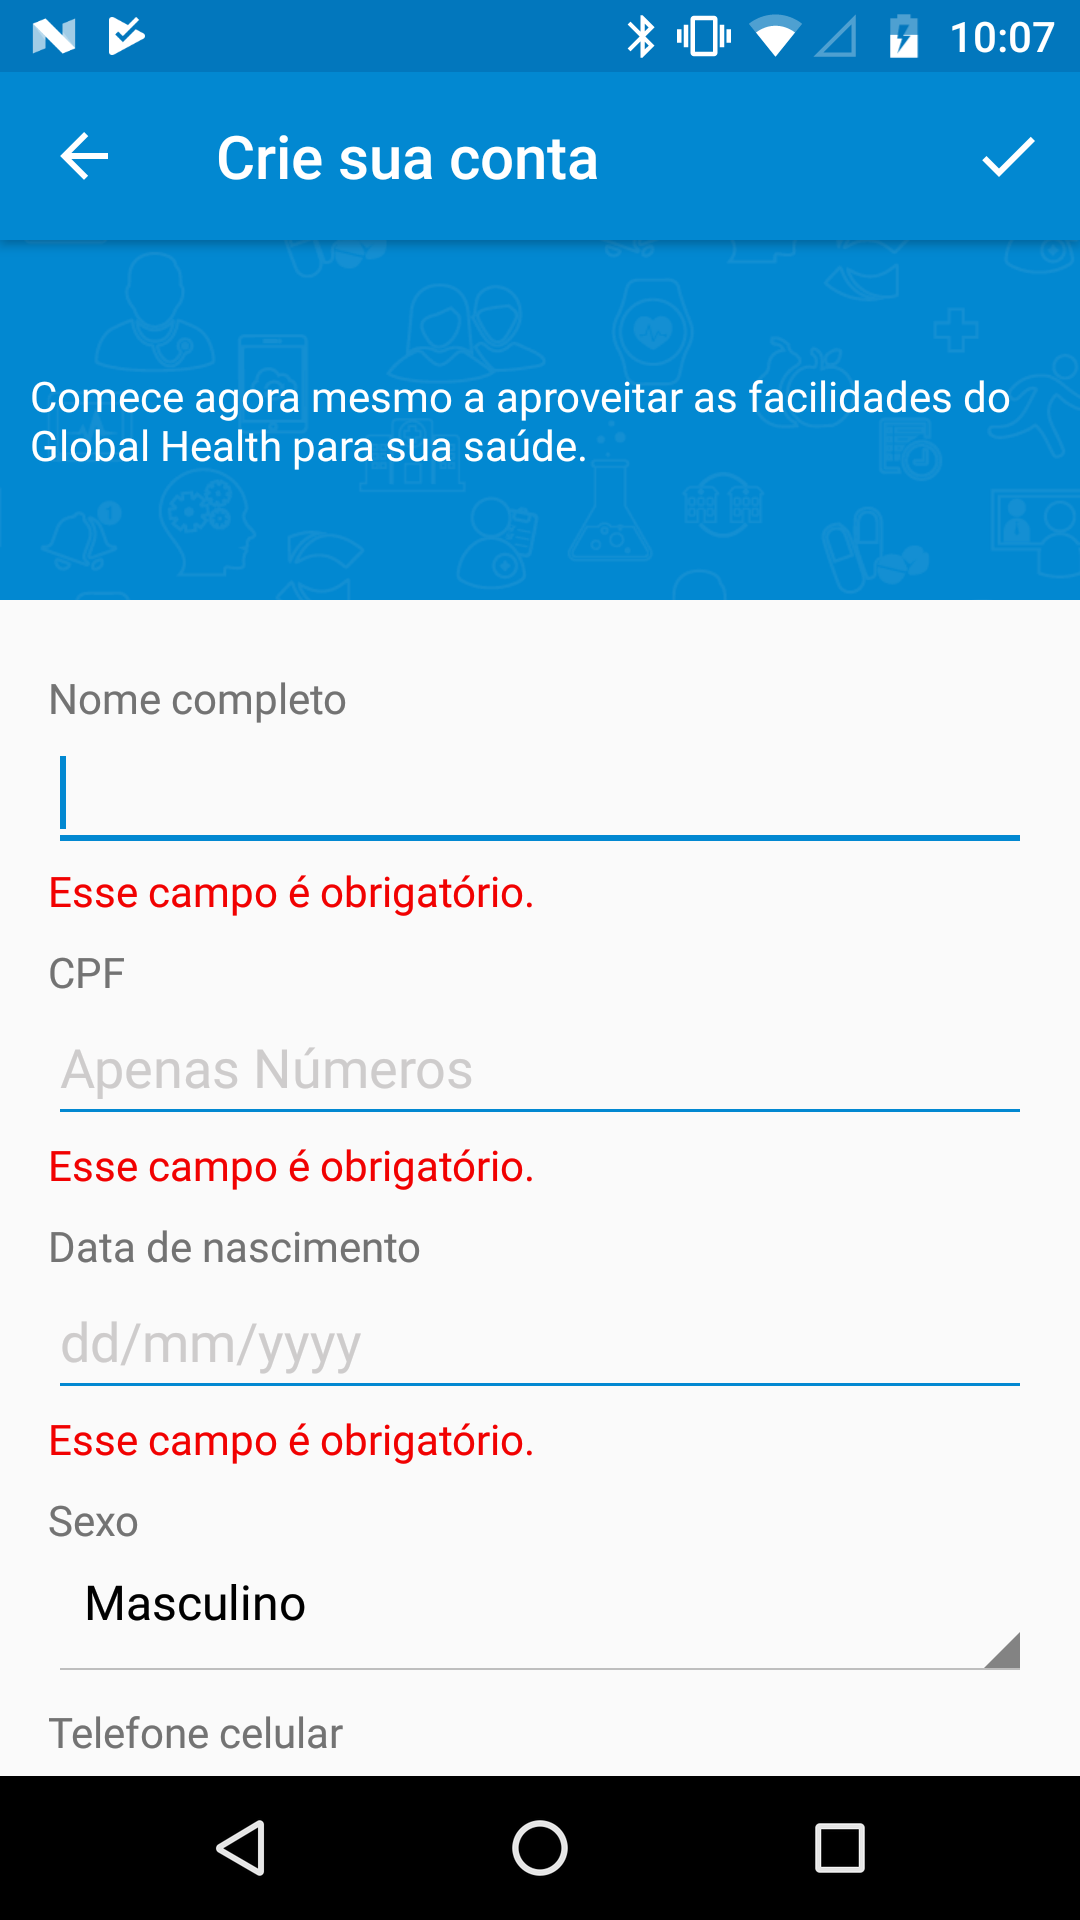 10:07
Crie sua conta
Comece agora mesmo a aproveitar as facilidades do
Global Health para sua saúde.
Nome completo
Esse campo é obrigatório.
CPF
Apenas Números
Esse campo é obrigatório.
Data de nascimento
dd/mm/yyyy
Esse campo é obrigatório.
Sexo
Masculino
Telefone celular